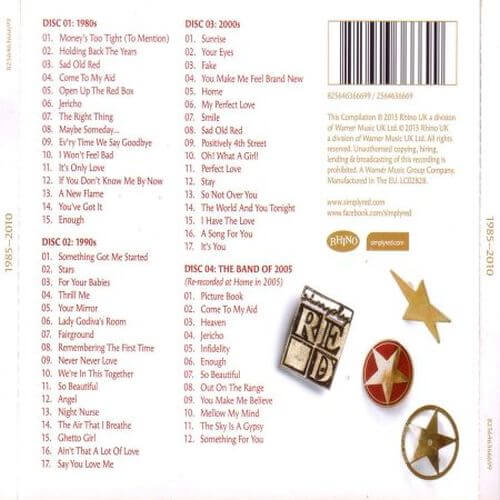 825646366699
1985–2010
DISC 01: 1980s
01. Money's Too Tight (To Mention)
02. Holding Back The Years
03. Sad Old Red
04. Come To My Aid
05. Open Up The Red Box
06. Jericho
07. The Right Thing
08. Maybe Someday...
09. Ev'ry Time We Say Goodbye
10. I Won't Feel Bad
11. It's Only Love
12. If You Don't Know Me By Now
13. A New Flame
14. You've Got It
15. Enough
DISC 02: 1990s
01. Something Got Me Started
02. Stars
03. For Your Babies
04. Thrill Me
05. Your Mirror
06. Lady Godiva's Room
07. Fairground
08. Remembering The First Time
09. Never Never Love
10. We're In This Together
11. So Beautiful
12. Angel
13. Night Nurse
14. The Air That I Breathe
15. Ghetto Girl
16. Ain't That A Lot Of Love
17. Say You Love Me
DISC 03: 2000s
01. Sunrise
02. Your Eyes
03. Fake
04. You Make Me Feel Brand New
05. Home
06. My Perfect Love
07. Smile
08. Sad Old Red
09. Positively 4th Street
10. Oh! What A Girl!
11. Perfect Love
12. Stay
13. So Not Over You
14. The World And You Tonight
15. I Have The Love
16. A Song For You
17. It's You
DISC 04: THE BAND OF 2005
(Re-recorded at Home in 2005)
01. Picture Book
02. Come To My Aid
03. Heaven
04. Jericho
05. Infidelity
06. Enough
07. So Beautiful
08. Out On The Range
09. You Make Me Believe
10. Mellow My Mind
11. The Sky Is A Gypsy
12. Something For You
825646366699 / 2564636669
This Compilation ℗ 2013 Rhino UK a division
of Warner Music UK Ltd. © 2013 Rhino UK
a division of Warner Music UK Ltd. All Rights
Reserved. Unauthorised copying, hiring,
lending & broadcasting of this recording is
prohibited. A Warner Music Group Company.
Manufactured In The EU. LC02828.
www.simplyred.com
www.facebook.com/simplyred
RHINO
simplyred.com
simply
RED
1985–2010
825646366699